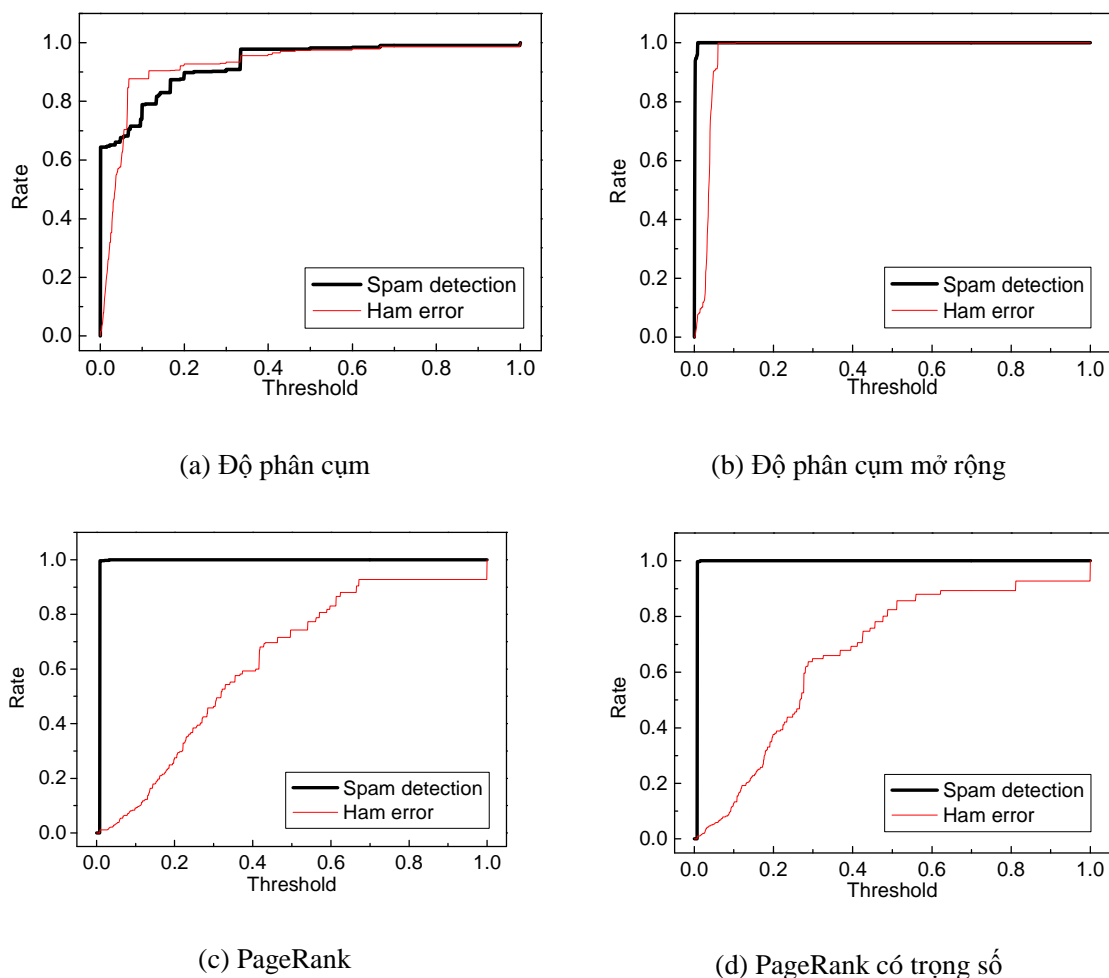 1.0
0.8
0.6
0.4
0.2
0.0
Rate
Spam detection
Ham error
0.0 0.2 0.4 0.6 0.8 1.0
Threshold
(a) Độ phân cụm
1.0
0.8
0.6
0.4
0.2
0.0
Rate
Spam detection
Ham error
0.0 0.2 0.4 0.6 0.8 1.0
Threshold
(b) Độ phân cụm mở rộng
1.0
0.8
0.6
0.4
0.2
0.0
Rate
Spam detection
Ham error
0.0 0.2 0.4 0.6 0.8 1.0
Threshold
(c) PageRank
1.0
0.8
0.6
0.4
0.2
0.0
Rate
Spam detection
Ham error
0.0 0.2 0.4 0.6 0.8 1.0
Threshold
(d) PageRank có trọng số